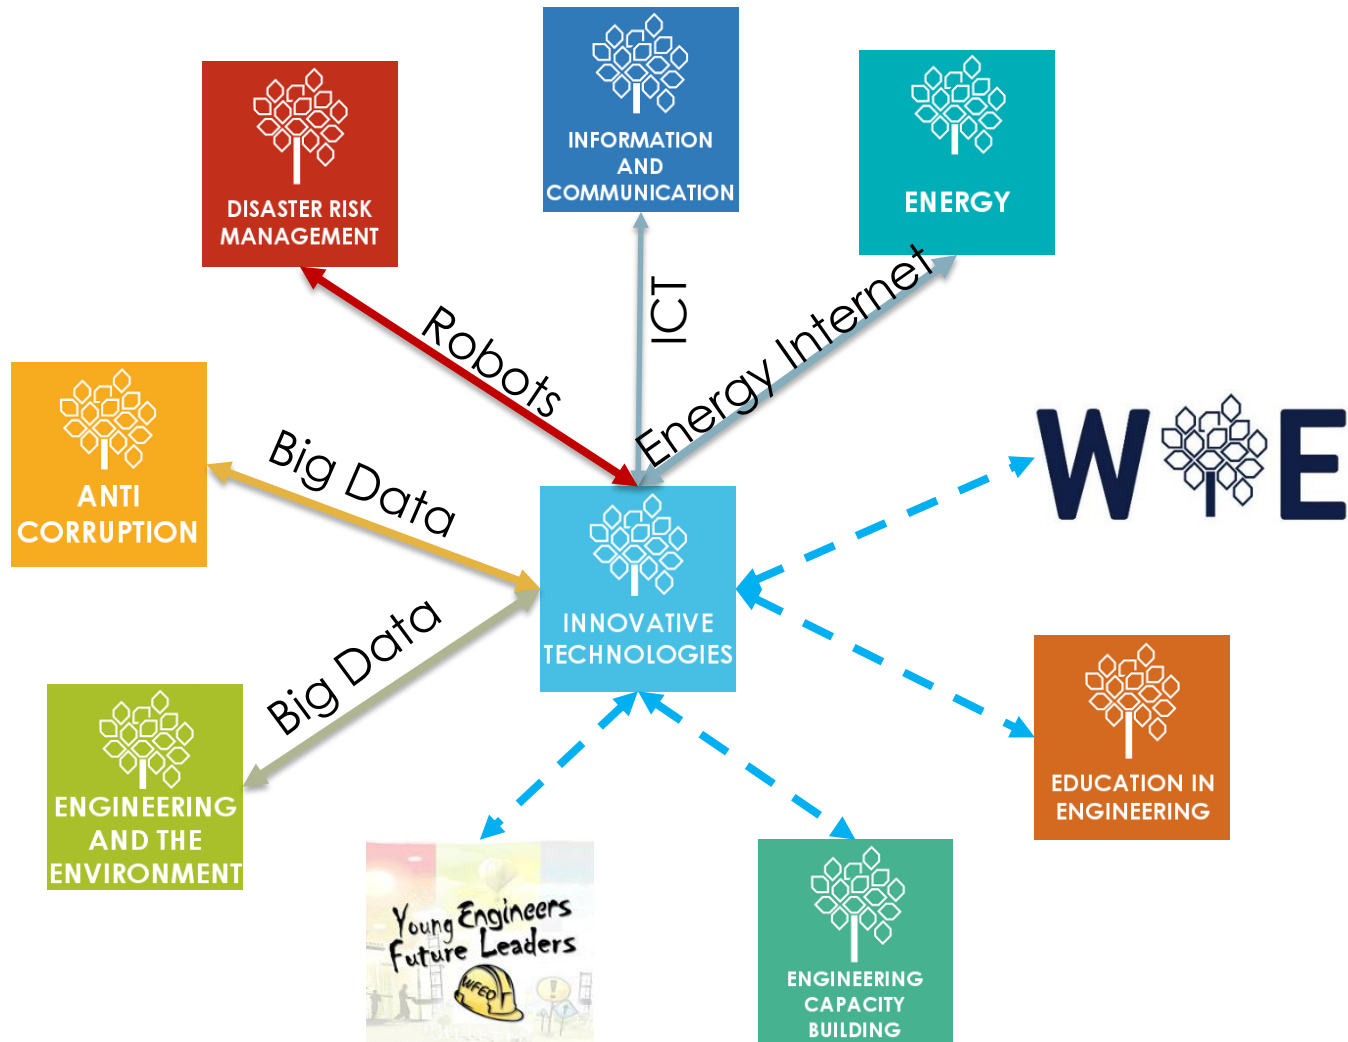 INFORMATION
AND
COMMUNICATION
ENERGY
DISASTER RISK
MANAGEMENT
Robots
ICT
Energy Internet
ANTI
CORRUPTION
Big Data
W E
INNOVATIVE
TECHNOLOGIES
Big Data
EDUCATION IN
ENGINEERING
ENGINEERING
AND THE
ENVIRONMENT
Young Engineers
Future Leaders
WFEO
ENGINEERING
CAPACITY
BUILDING